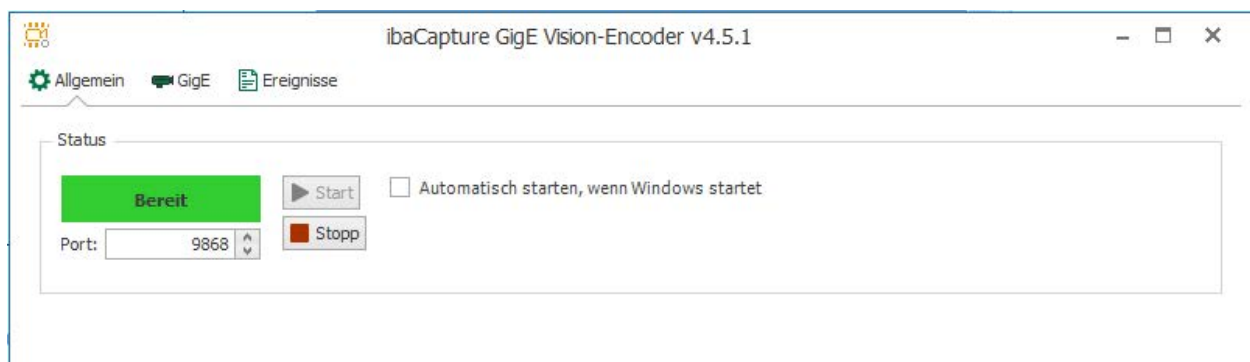 ibaCapture GigE Vision-Encoder v4.5.1
Allgemein GigE Ereignisse
Status
Bereit Start Automatisch starten, wenn Windows startet
Port: 9868 Stopp